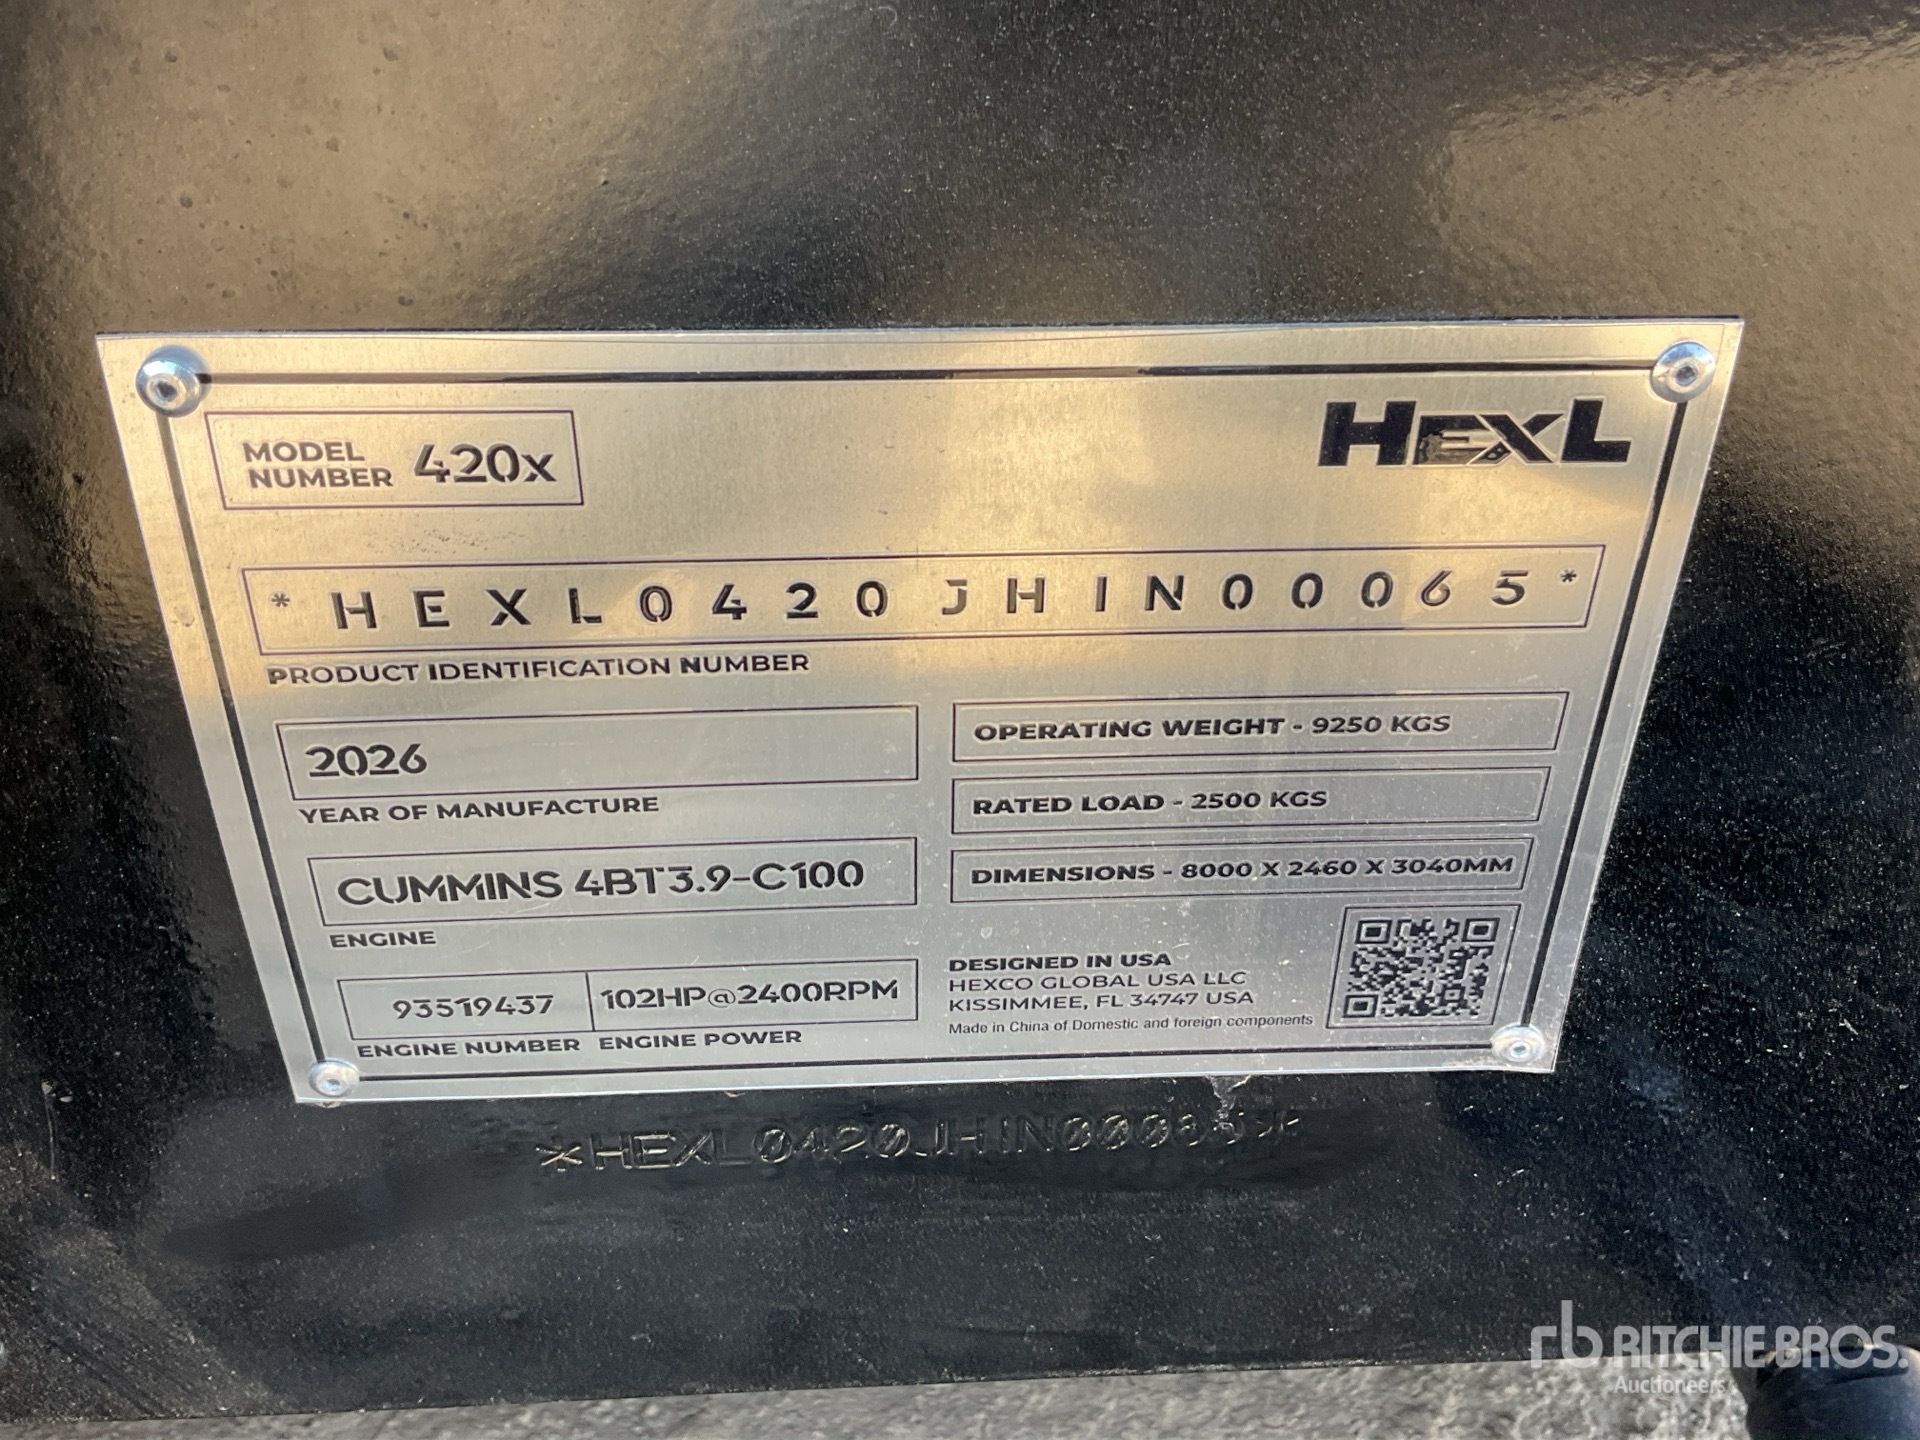 MODEL NUMBER 420X
HEXL
*HEXL0420JHIN00065*
PRODUCT IDENTIFICATION NUMBER
2026
YEAR OF MANUFACTURE
CUMMINS 4BT3.9-C100
ENGINE
93519437
102HP@2400RPM
ENGINE NUMBER
ENGINE POWER
OPERATING WEIGHT - 9250 KGS
RATED LOAD - 2500 KGS
DIMENSIONS - 8000 X 2460 X 3040MM
DESIGNED IN USA
HEXCO GLOBAL USA LLC
KISSIMMEE, FL 34747 USA
Made in China of Domestic and foreign components
rb RITCHIE BROS.
Auctioneers